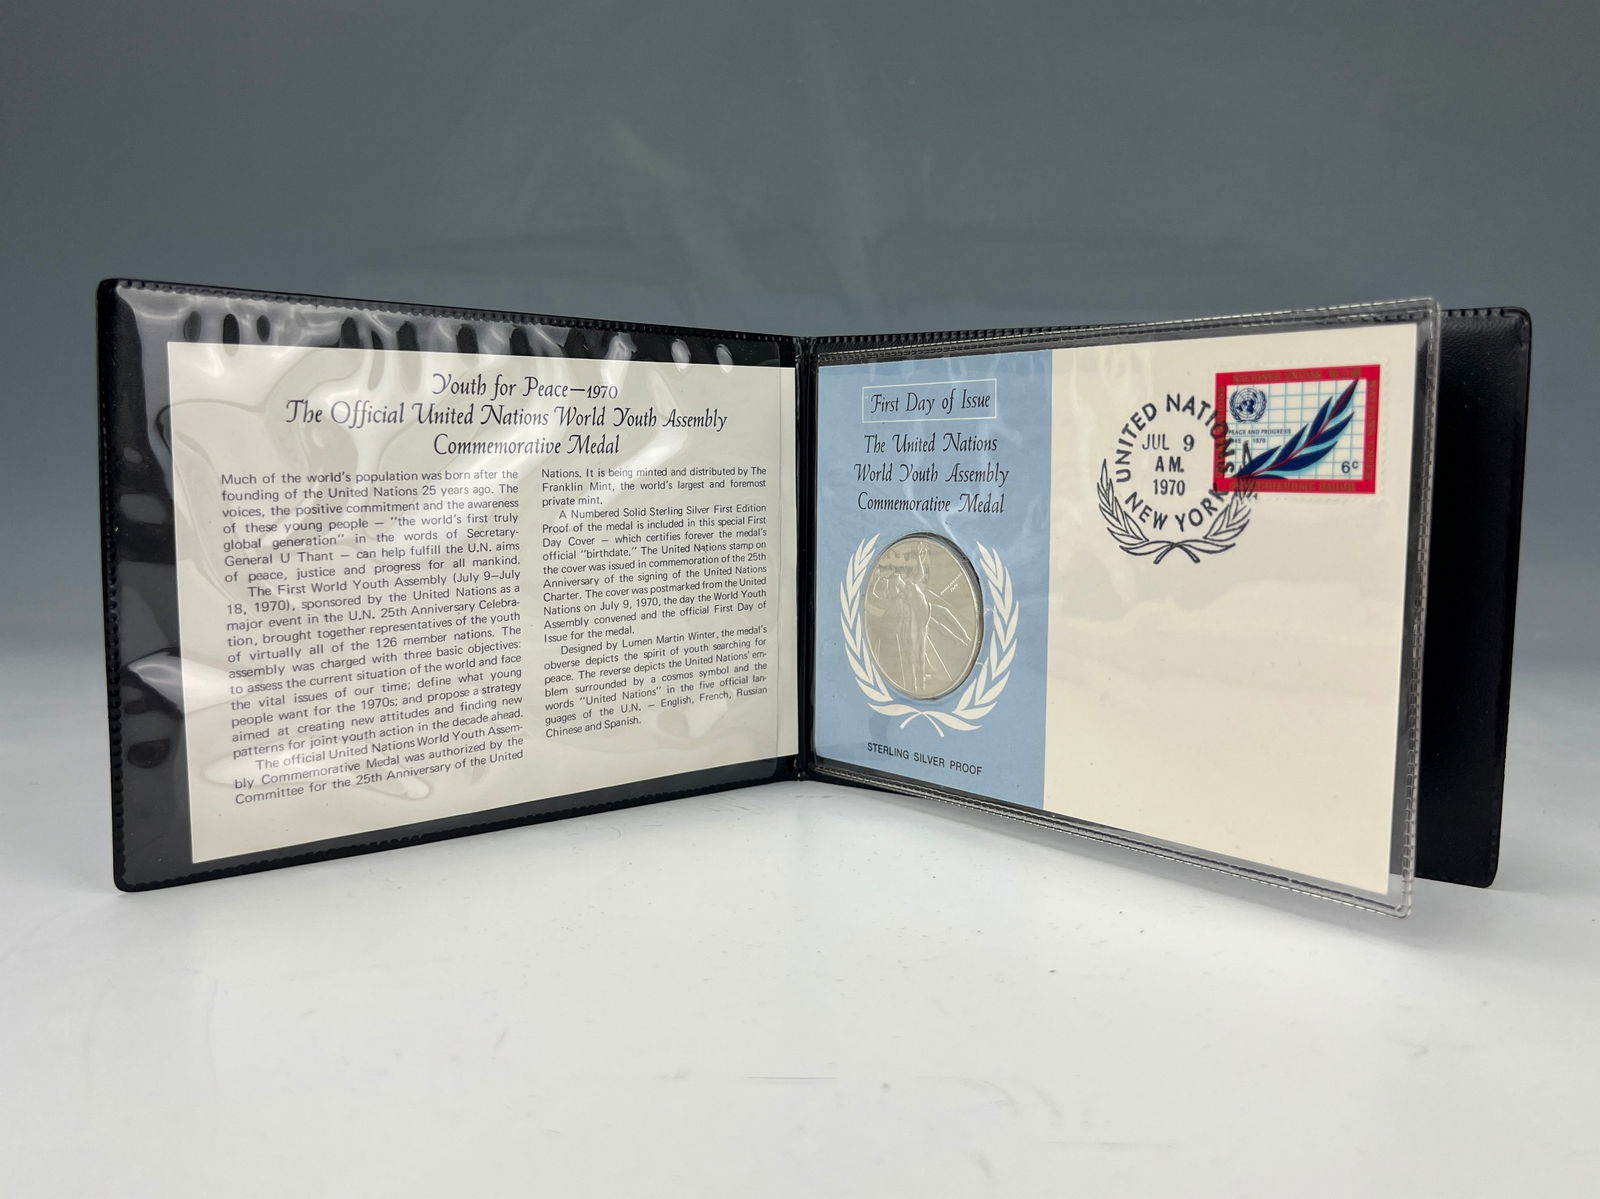 Youth for Peace—1970
The Official United Nations World Youth Assembly
Commemorative Medal
Much of the world's population was born after the
founding of the United Nations 25 years ago. The
voices, the positive commitment and the awareness
of these young people — "the world's first truly
global generation" in the words of Secretary-
General U Thant — can help fulfill the U.N. aims
of peace, justice and progress for all mankind.
The First World Youth Assembly (July 9–July
18, 1970), sponsored by the United Nations as a
major event in the U.N. 25th Anniversary Celebra-
tion, brought together representatives of the youth
of virtually all of the 126 member nations. The
assembly was charged with three basic objectives:
to assess the current situation of the world and face
the vital issues of our time; define what young
people want for the 1970s; and propose a strategy
aimed at creating new attitudes and finding new
patterns for joint youth action in the decade ahead.
The official United Nations World Youth Assem-
bly Commemorative Medal was authorized by the
Committee for the 25th Anniversary of the United
Nations. It is being minted and distributed by The
Franklin Mint, the world's largest and foremost
private mint.
A Numbered Solid Sterling Silver First Edition
Proof of the medal is included in this special First
Day Cover — which certifies forever the medal's
official "birthdate." The United Nations stamp on
the cover was issued in commemoration of the 25th
Anniversary of the signing of the United Nations
Charter. The cover was postmarked from the United
Nations on July 9, 1970, the day the World Youth
Assembly convened and the official First Day of
Issue for the medal.
Designed by Lumen Martin Winter, the medal's
obverse depicts the spirit of youth searching for
peace. The reverse depicts the United Nations' em-
blem surrounded by a cosmos symbol and the
words "United Nations" in the five official lan-
guages of the U.N. — English, French, Russian
Chinese and Spanish.
First Day of Issue
The United Nations
World Youth Assembly
Commemorative Medal
STERLING SILVER PROOF
UNITED NATIONS
JUL 9
A M.
1970
NEW YORK
PEACE AND PROGRESS
1970
6c